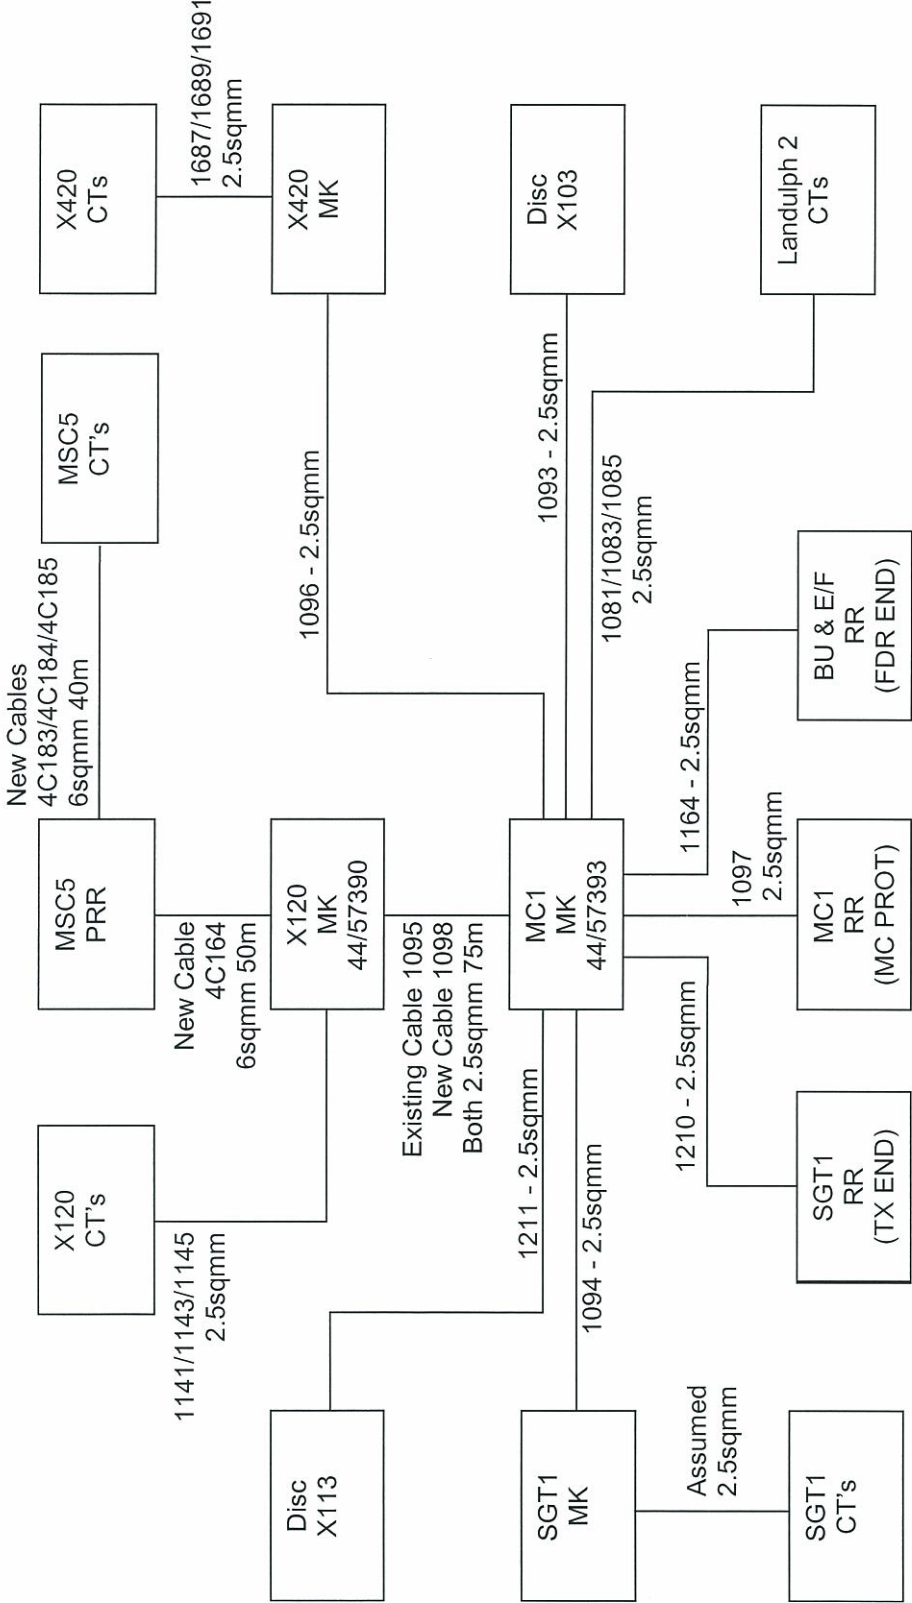 New Cables
4C183/4C184/4C185
6sqmm 40m
X120
CT's
MSC5
PRR
MSC5
CT's
X420
CTs
1141/1143/1145
2.5sqmm
New Cable
4C164
6sqmm 50m
1687/1689/1691
2.5sqmm
Disc
X113
X120
MK
44/57390
X420
MK
1096 - 2.5sqmm
Existing Cable 1095
New Cable 1098
Both 2.5sqmm 75m
1211 - 2.5sqmm
1093 - 2.5sqmm
SGT1
MK
MC1
MK
44/57393
Disc
X103
1094 - 2.5sqmm
1081/1083/1085
2.5sqmm
Assumed
2.5sqmm
1210 - 2.5sqmm
1097
2.5sqmm
1164 - 2.5sqmm
SGT1
CT's
SGT1
RR
(TX END)
MC1
RR
(MC PROT)
BU & E/F
RR
(FDR END)
Landulph 2
CTs